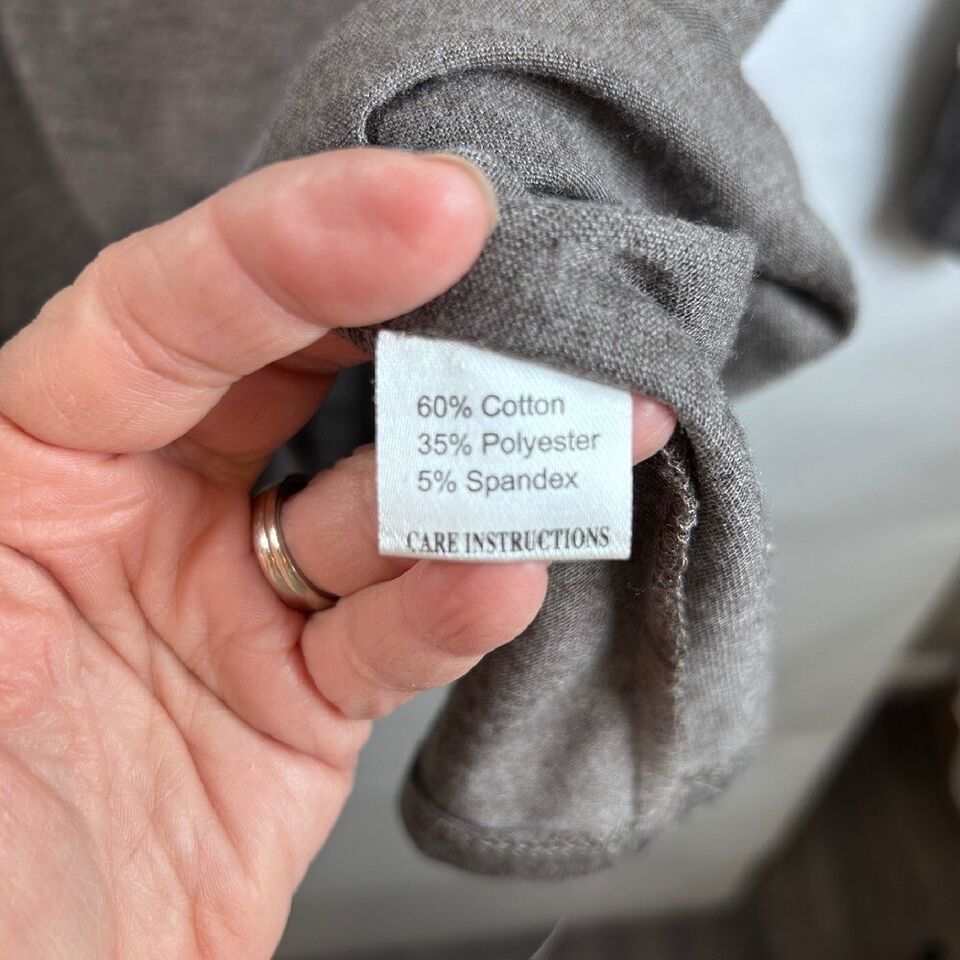 60% Cotton
35% Polyester
5% Spandex
CARE INSTRUCTIONS